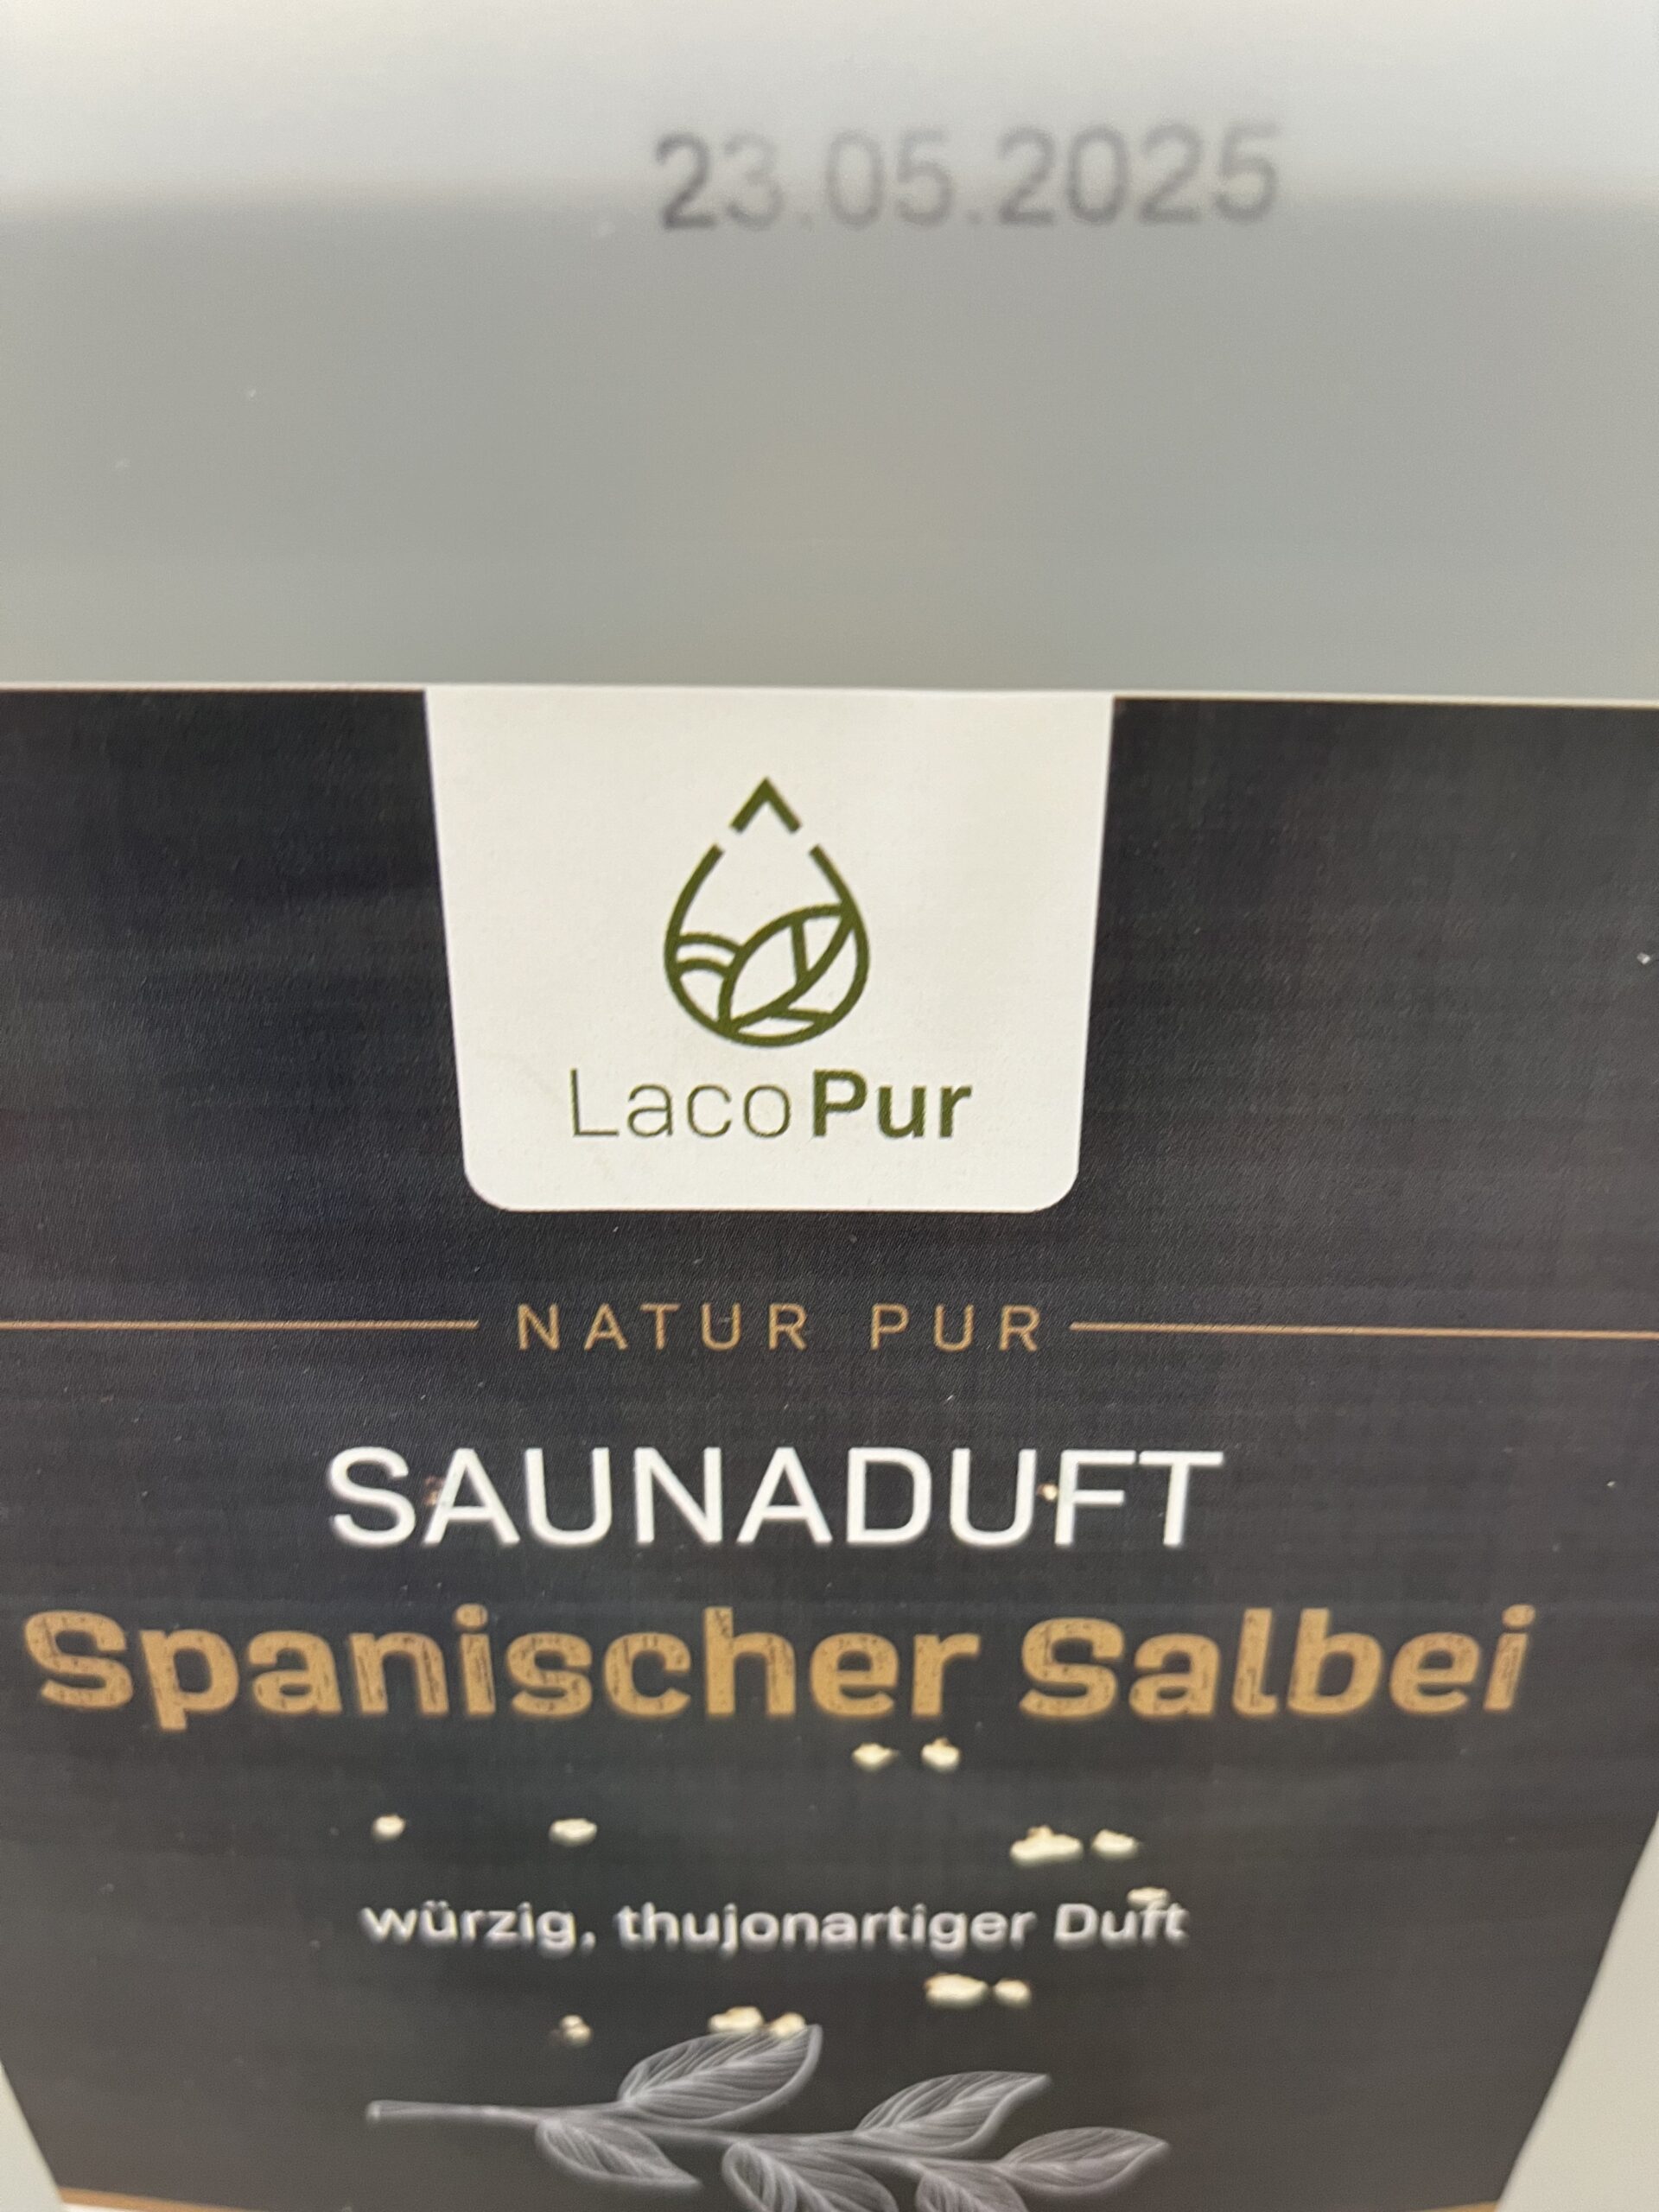 23.05.2025
LacoPur
NATUR PUR
SAUNADUFT
Spanischer Salbei
würzig, thujonartiger Duft